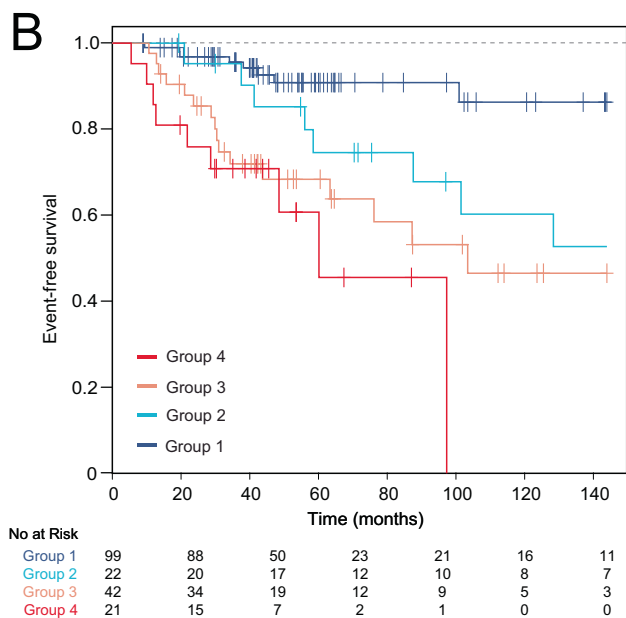 B
1.0
0.8
0.6
0.4
0.2
0
Event-free survival
Group 4
Group 3
Group 2
Group 1
0 20 40 60 80 100 120 140
Time (months)
No at Risk
Group 1 99 88 50 23 21 16 11
Group 2 22 20 17 12 10 8 7
Group 3 42 34 19 12 9 5 3
Group 4 21 15 7 2 1 0 0